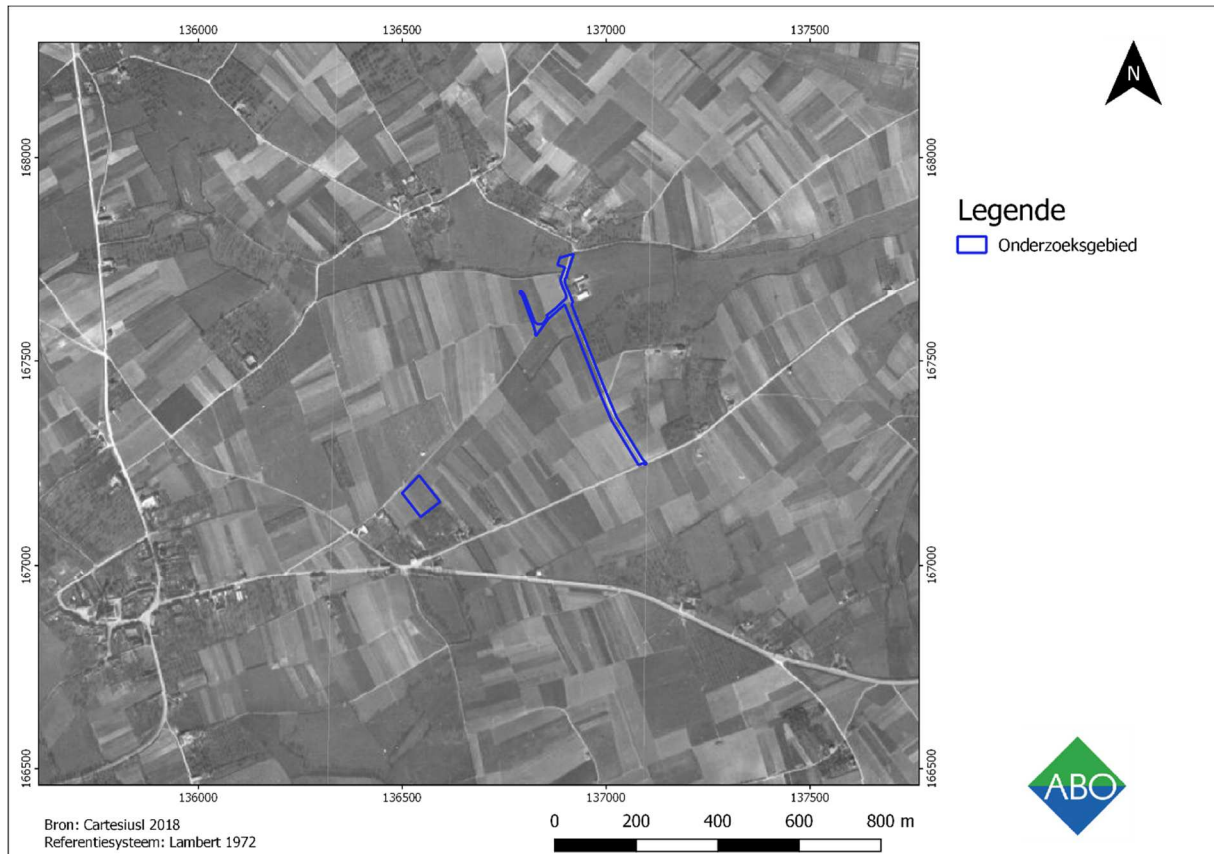 136000 136500 137000 137500
N
168000 168000
Legende
Onderzoeksgebied
167500 167500
167000 167000
166500 166500
136000 136500 137000 137500
ABO
Bron: Cartesiusl 2018
Referentiesysteem: Lambert 1972
0 200 400 600 800 m